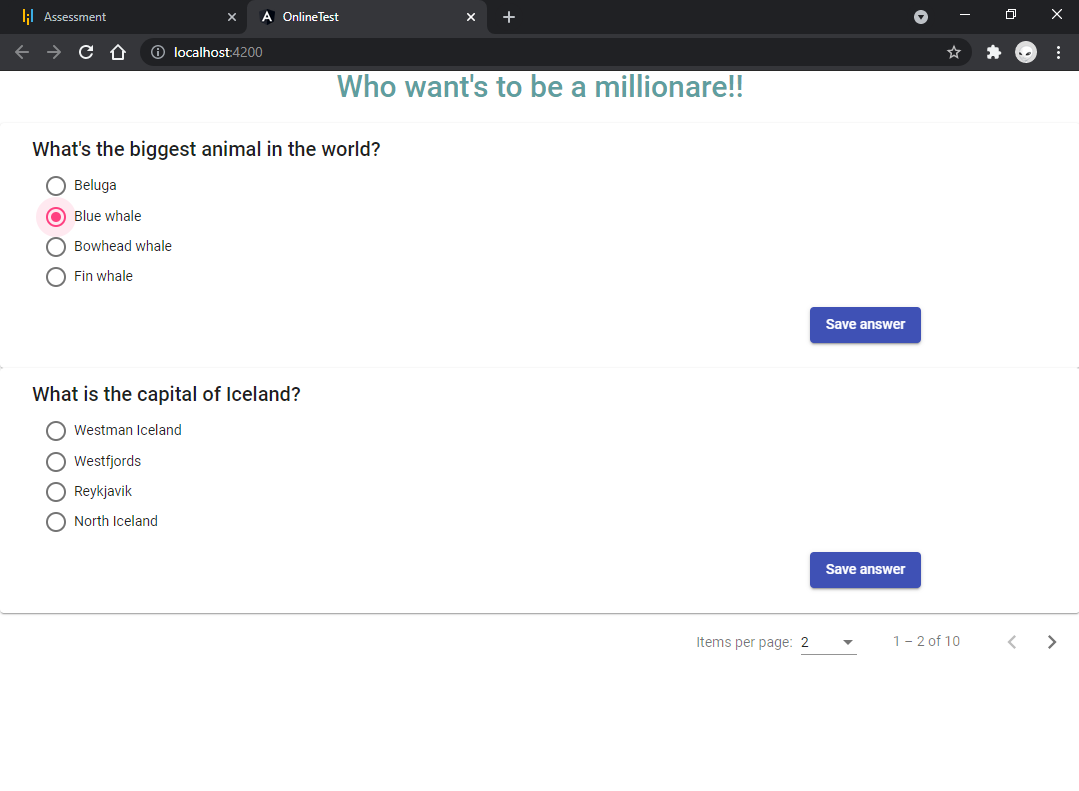 Assessment
OnlineTest
localhost:4200
Who want's to be a millionare!!
What's the biggest animal in the world?
Beluga
Blue whale
Bowhead whale
Fin whale
Save answer
What is the capital of Iceland?
Westman Iceland
Westfjords
Reykjavik
North Iceland
Save answer
Items per page: 2 1 – 2 of 10